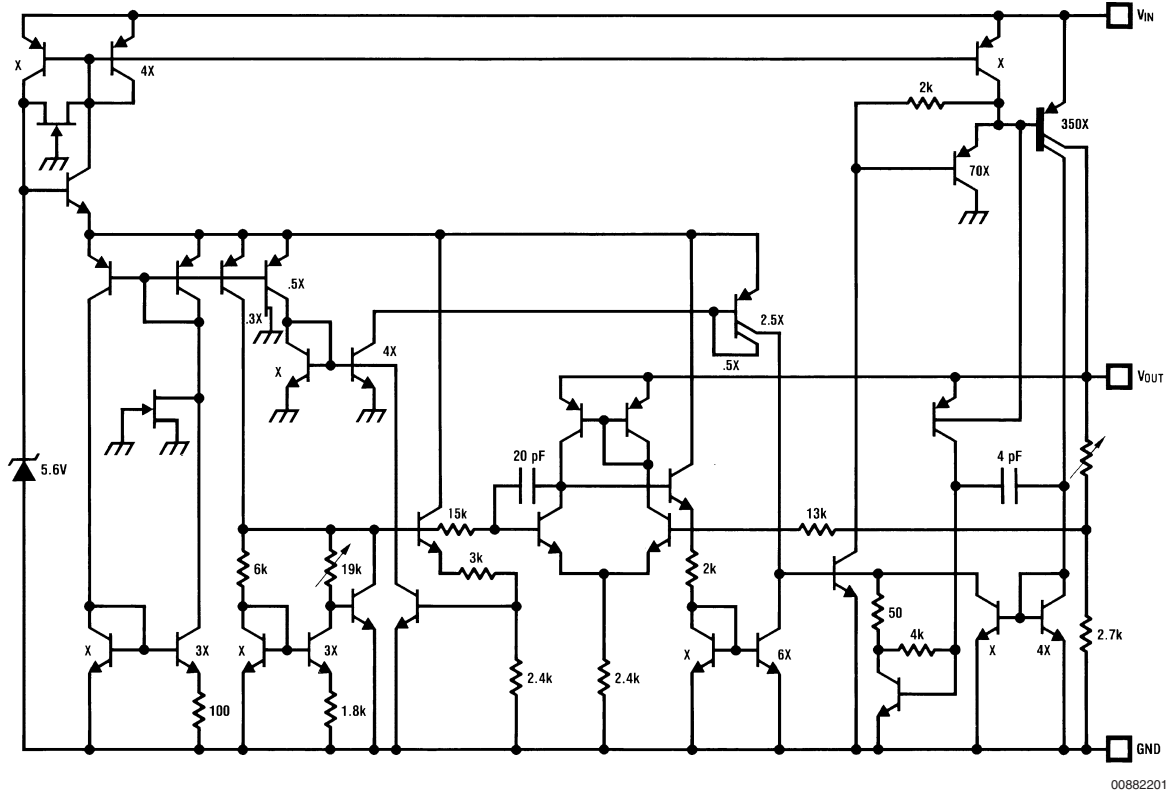 VIN
X
4X
X
2k
350X
70X
.5X
.3X
2.5X
X
4X
.5X
VOUT
5.6V
20 pF
4 pF
15k
13k
6k
19k
3k
2k
50
4k
2.7k
X
3X
X
3X
X
6X
X
4X
100
1.8k
2.4k
2.4k
GND
00882201